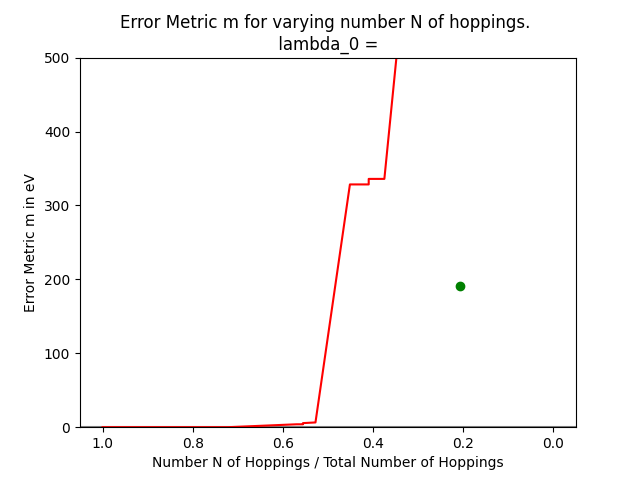 Error Metric m for varying number N of hoppings.
lambda_0 =
500
400
300
200
100
0
Error Metric m in eV
1.0 0.8 0.6 0.4 0.2 0.0
Number N of Hoppings / Total Number of Hoppings